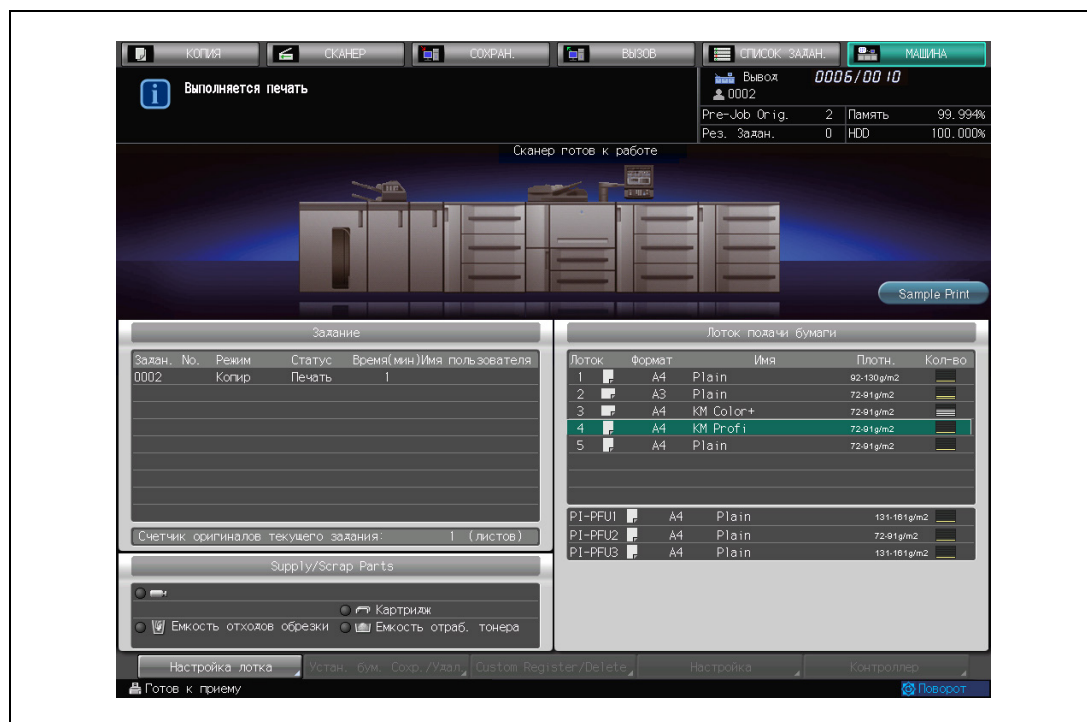 КОПИЯ СКАНЕР СОХРАН. ВЫЗОВ СПИСОК ЗАДАН. МАШИНА
Выполняется печать
Вывод 0006/0010
0002
Pre-Job Orig. 2 Память 99.994%
Рез. Задан. 0 HDD 100.000%
Сканер готов к работе
Sample Print
Задание
Задан. No. Режим Статус Время(мин)Имя пользователя
0002 Копир Печать 1
Счетчик оригиналов текущего задания: 1 (листов)
Supply/Scrap Parts
Картридж
Емкость отходов обрезки Емкость отраб. тонера
Лоток подачи бумаги
Лоток Формат Имя Плотн. Кол-во
1 A4 Plain 92-130g/m2
2 A3 Plain 72-91g/m2
3 A4 KM Color+ 72-91g/m2
4 A4 KM Profi 72-91g/m2
5 A4 Plain 72-91g/m2
PI-PFU1 A4 Plain 131-161g/m2
PI-PFU2 A4 Plain 72-91g/m2
PI-PFU3 A4 Plain 131-161g/m2
Настройка лотка Устан. бум. Сохр./Удал. Custom Register/Delete Настройка Контроллер
Готов к приему Поворот